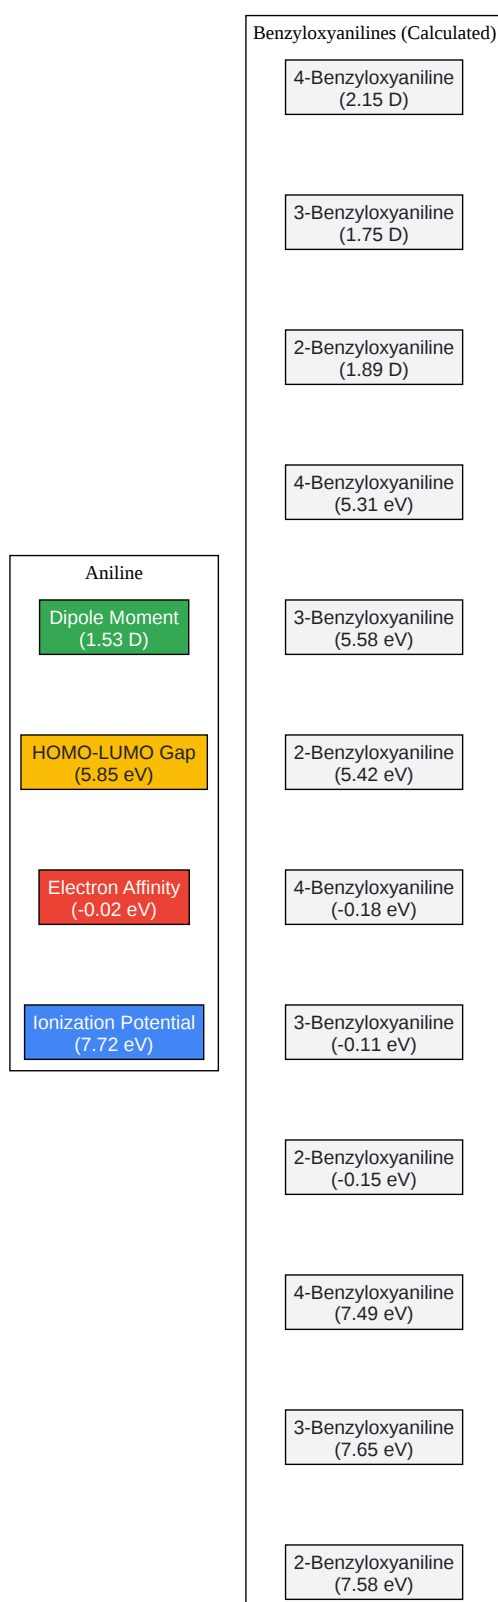 Benzyloxyanilines (Calculated)
4-Benzyloxyaniline
(2.15 D)
3-Benzyloxyaniline
(1.75 D)
2-Benzyloxyaniline
(1.89 D)
4-Benzyloxyaniline
(5.31 eV)
3-Benzyloxyaniline
(5.58 eV)
2-Benzyloxyaniline
(5.42 eV)
4-Benzyloxyaniline
(-0.18 eV)
3-Benzyloxyaniline
(-0.11 eV)
2-Benzyloxyaniline
(-0.15 eV)
4-Benzyloxyaniline
(7.49 eV)
3-Benzyloxyaniline
(7.65 eV)
2-Benzyloxyaniline
(7.58 eV)
Aniline
Dipole Moment
(1.53 D)
HOMO-LUMO Gap
(5.85 eV)
Electron Affinity
(-0.02 eV)
Ionization Potential
(7.72 eV)